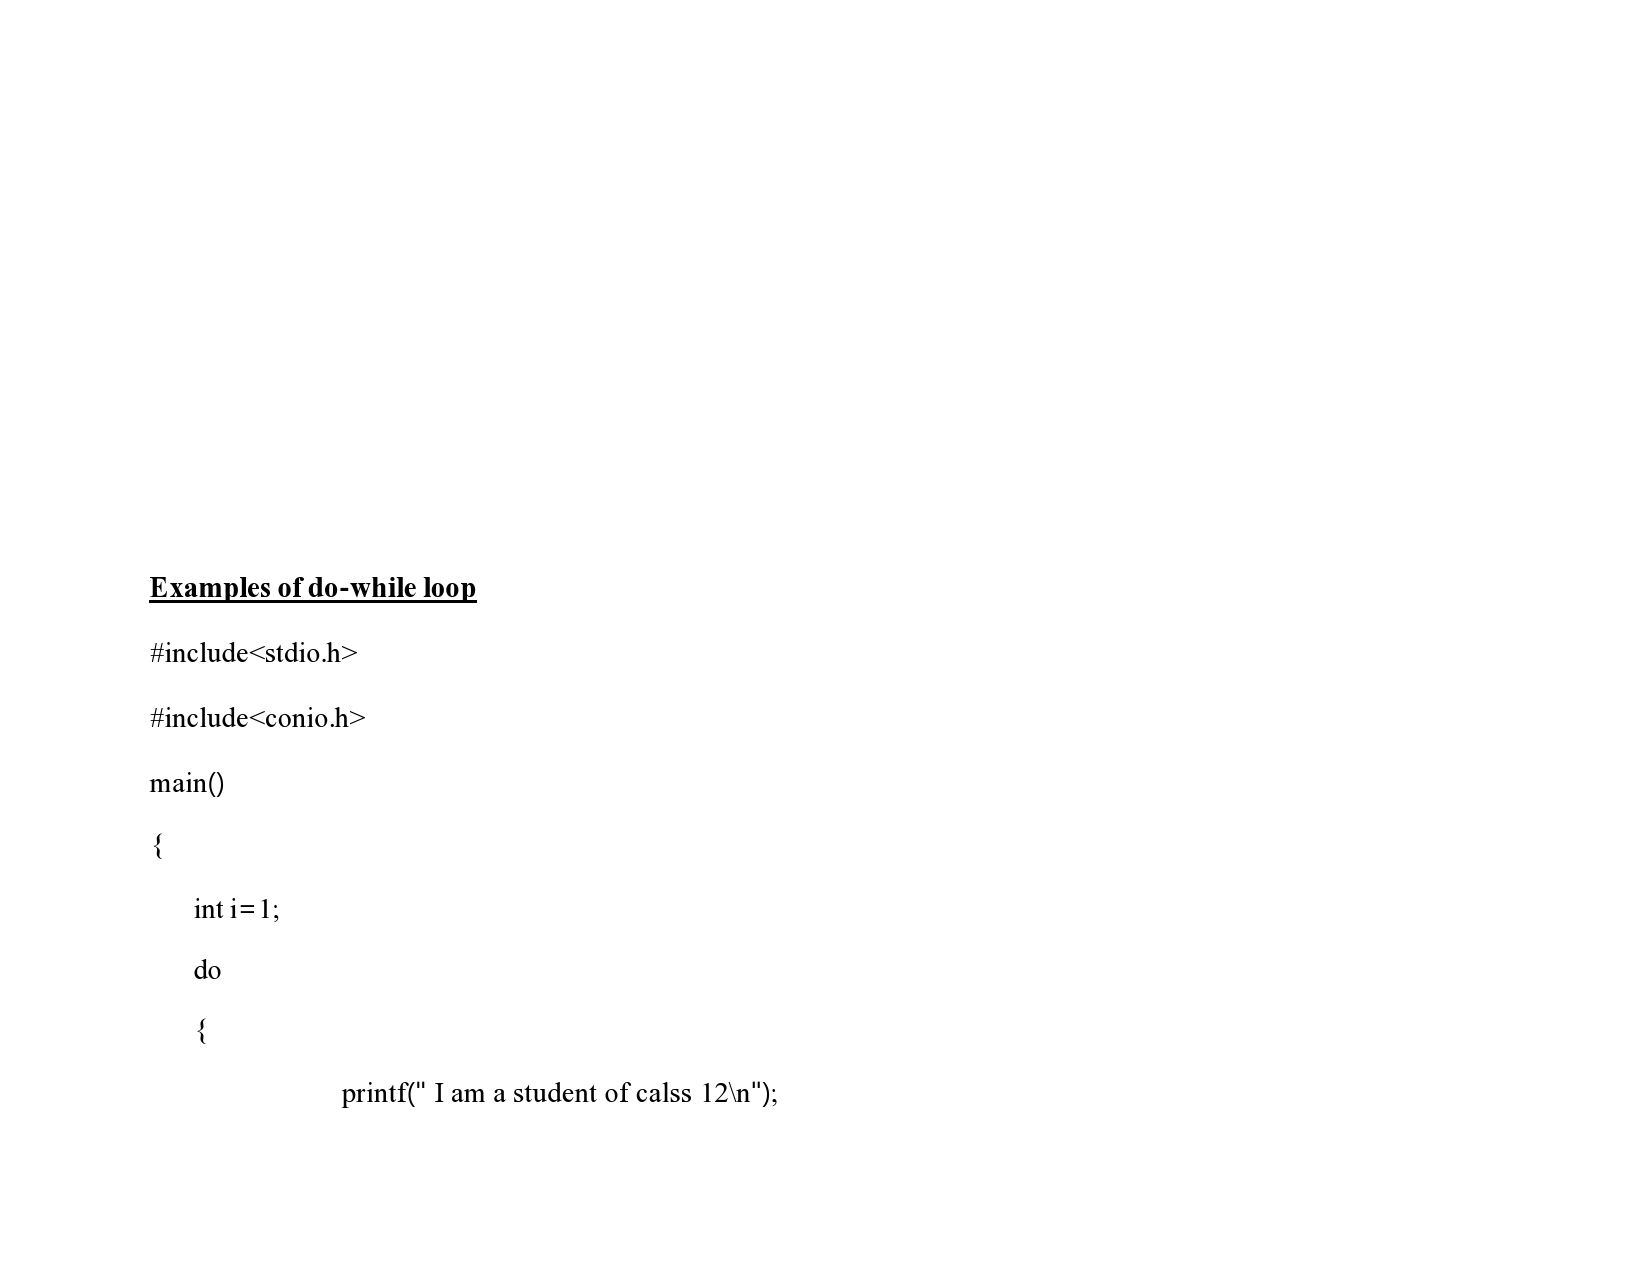 Examples of do-while loop
#include<stdio.h>
#include<conio.h>
main()
{
int i=1;
do
{
printf(" I am a student of calss 12\n");